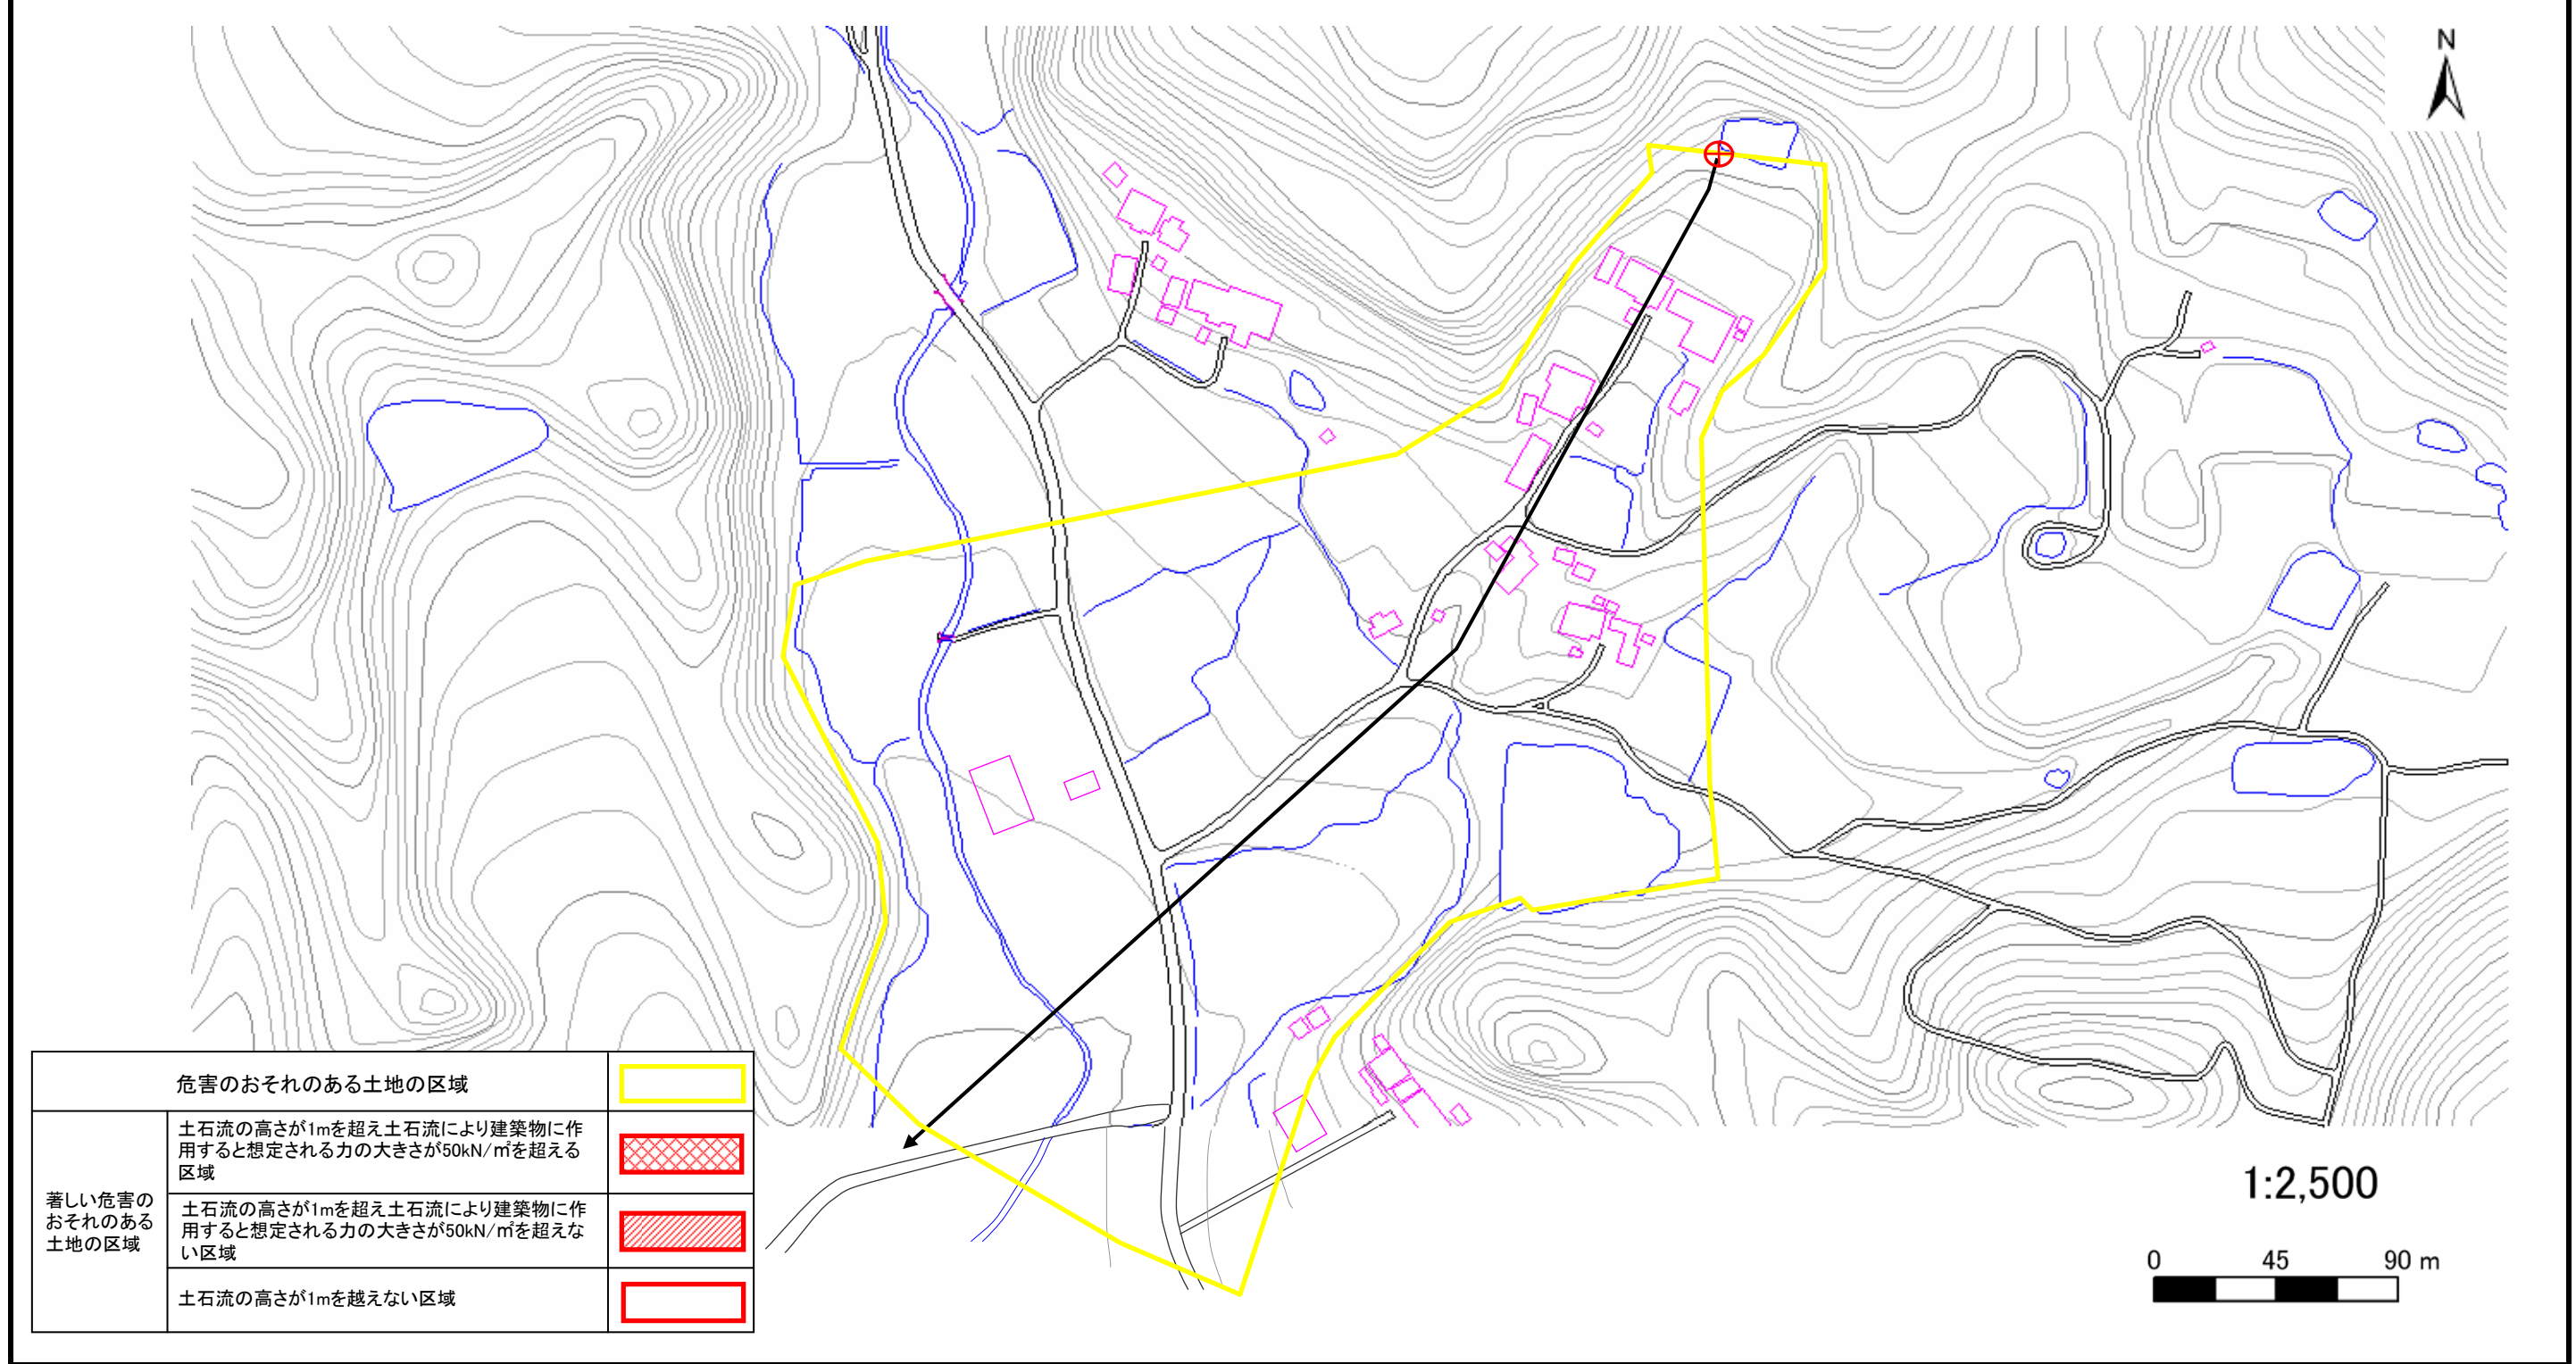 N
危害のおそれのある土地の区域
著しい危害の
おそれのある
土地の区域
土石流の高さが1mを超え土石流により建築物に作
用すると想定される力の大きさが50kN/㎡を超える
区域
土石流の高さが1mを超え土石流により建築物に作
用すると想定される力の大きさが50kN/㎡を超えな
い区域
土石流の高さが1mを越えない区域
1:2,500
0 45 90 m